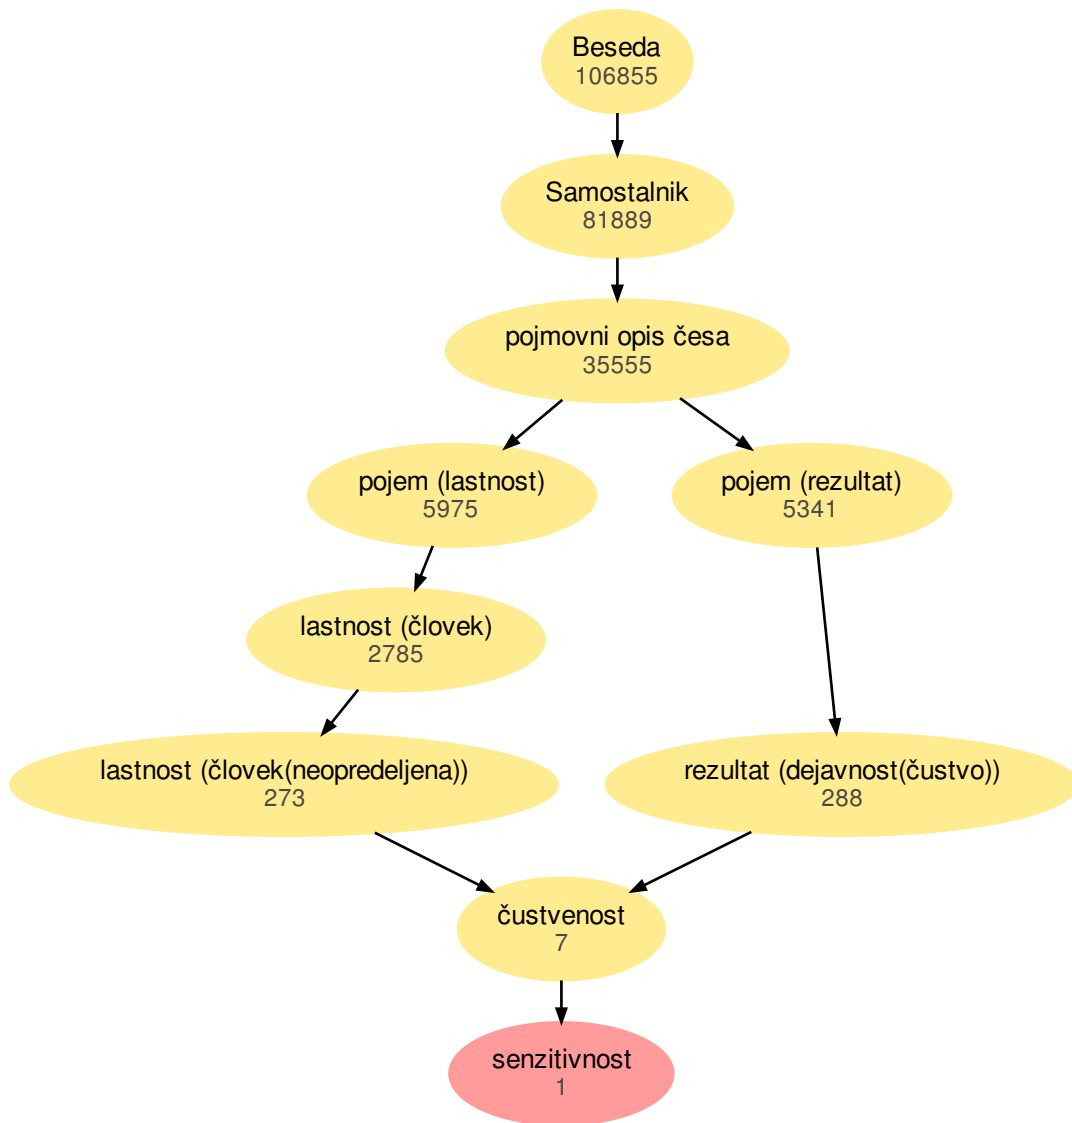 Beseda
106855
Samostalnik
81889
pojmovni opis česa
35555
pojem (lastnost)
5975
pojem (rezultat)
5341
lastnost (človek)
2785
lastnost (človek(neopredeljena))
273
rezultat (dejavnost(čustvo))
288
čustvenost
7
senzitivnost
1